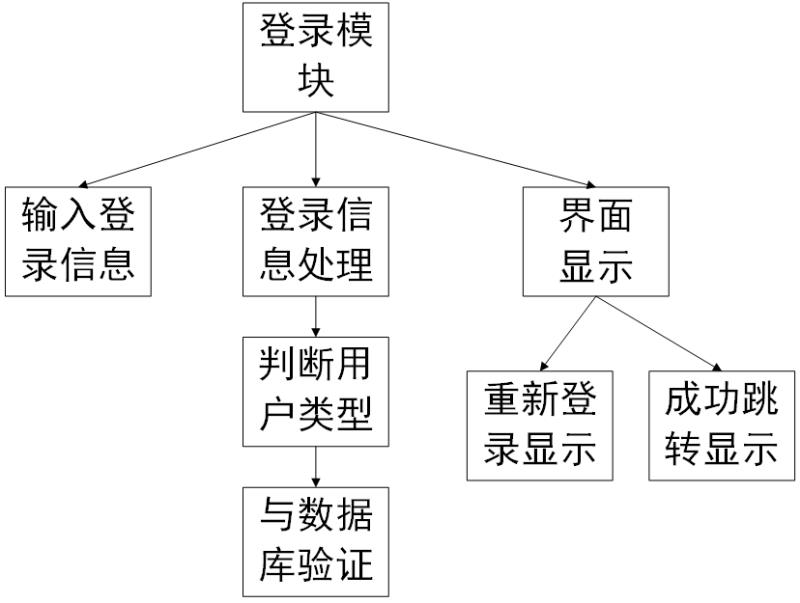 登录模
块
输入登
录信息
登录信
息处理
界面
显示
判断用
户类型
重新登
录显示
成功跳
转显示
与数据
库验证